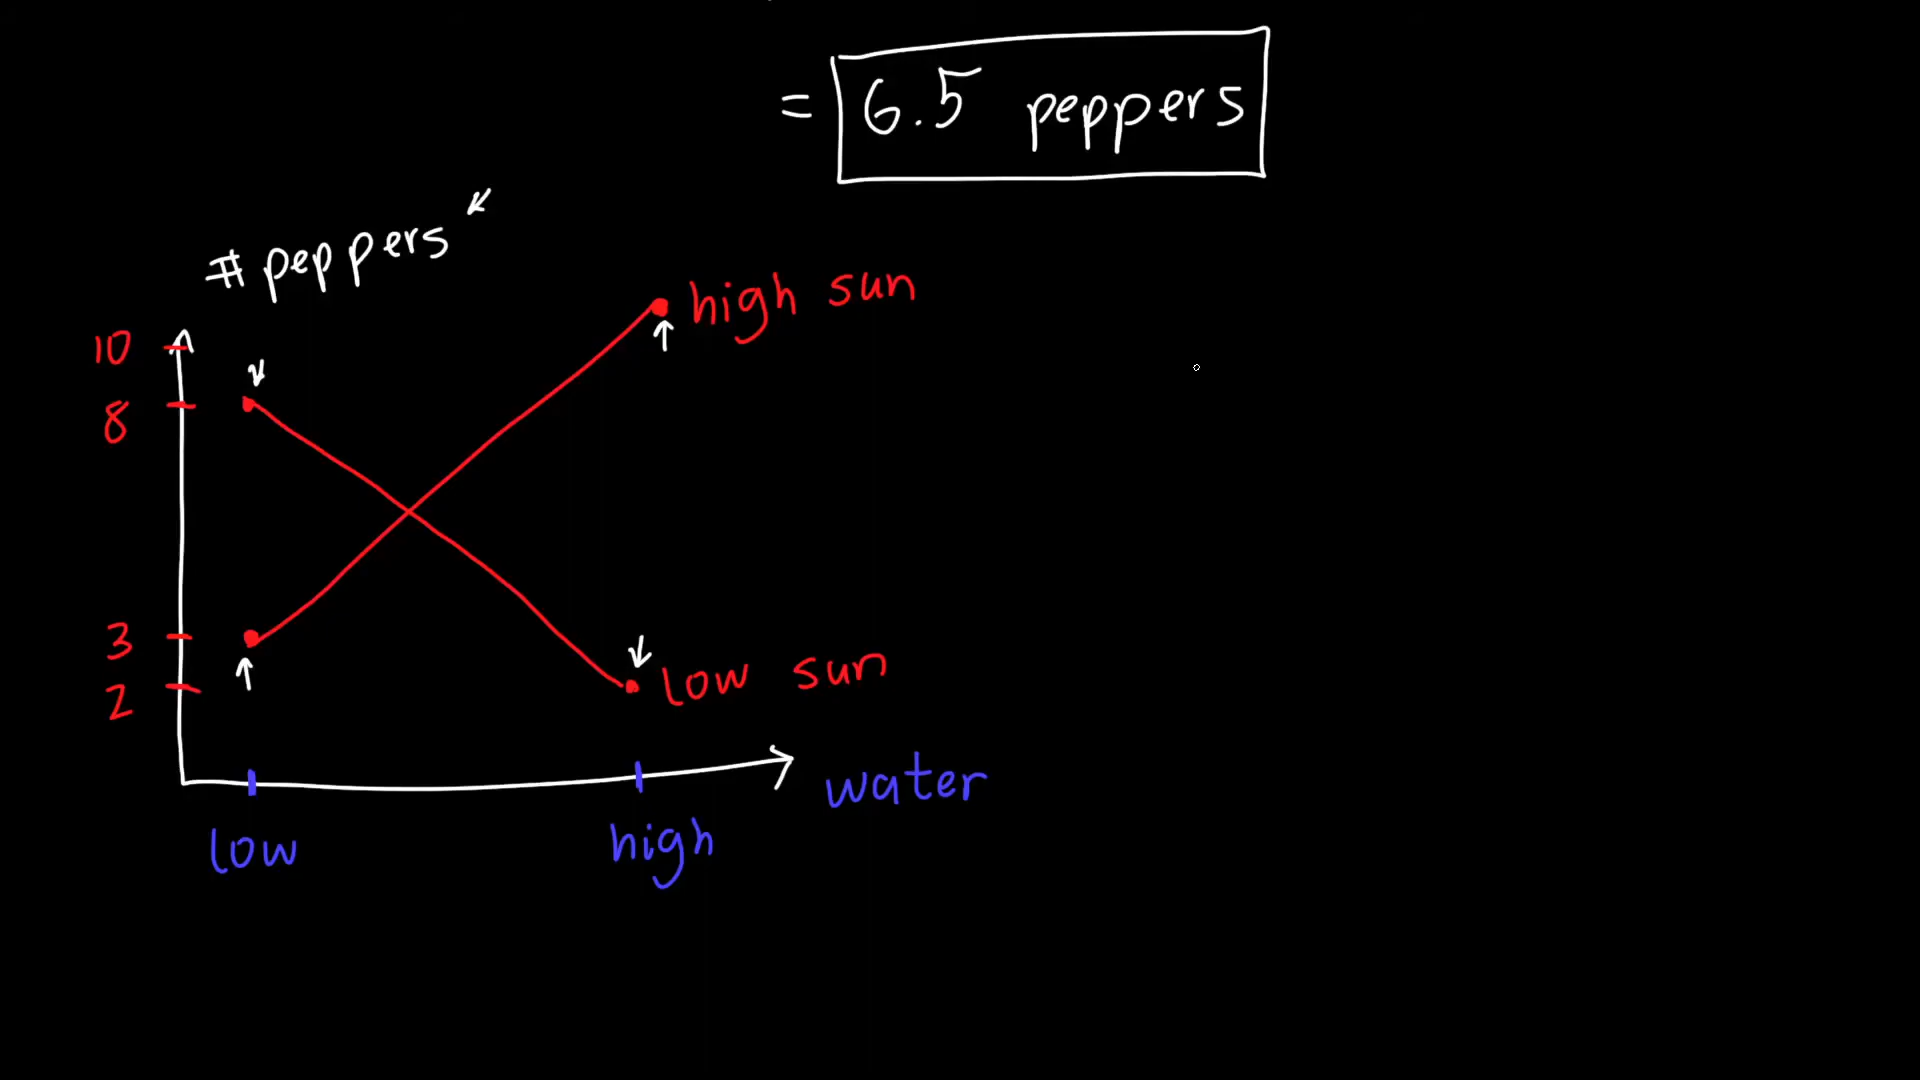 = 6.5 peppers
# peppers
high sun
10
8
3
2
low sun
water
low
high